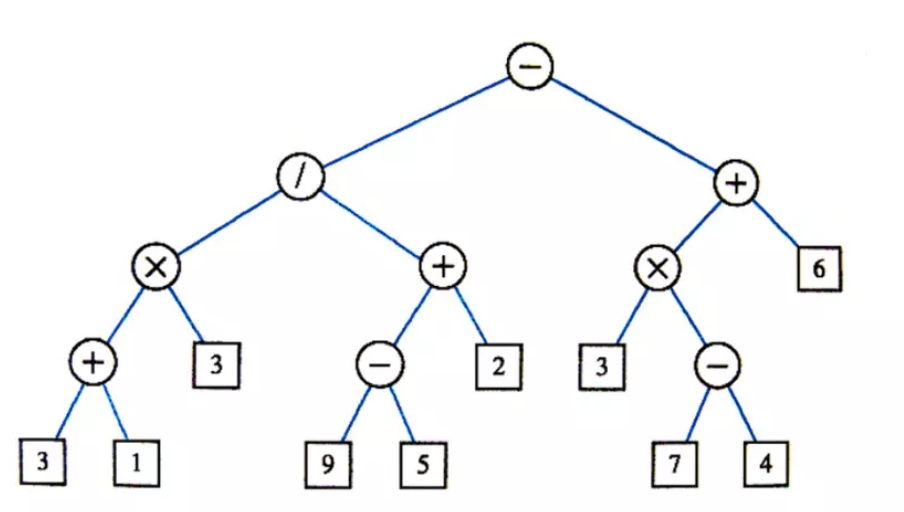 −
/ +
× + × 6
+ 3 − 2 3 −
3 1 9 5 7 4